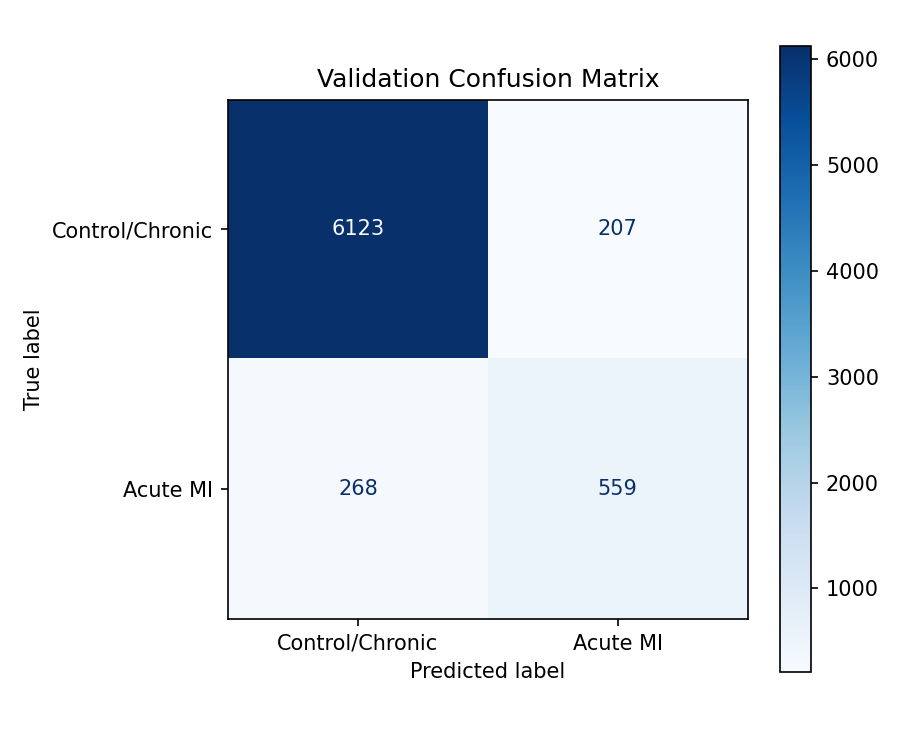 Validation Confusion Matrix
True label
Control/Chronic
Acute MI
6123
207
268
559
Control/Chronic
Acute MI
Predicted label
6000
5000
4000
3000
2000
1000